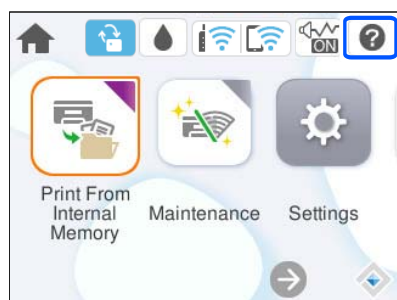 ON
?
Print From
Internal
Memory
Maintenance
Settings